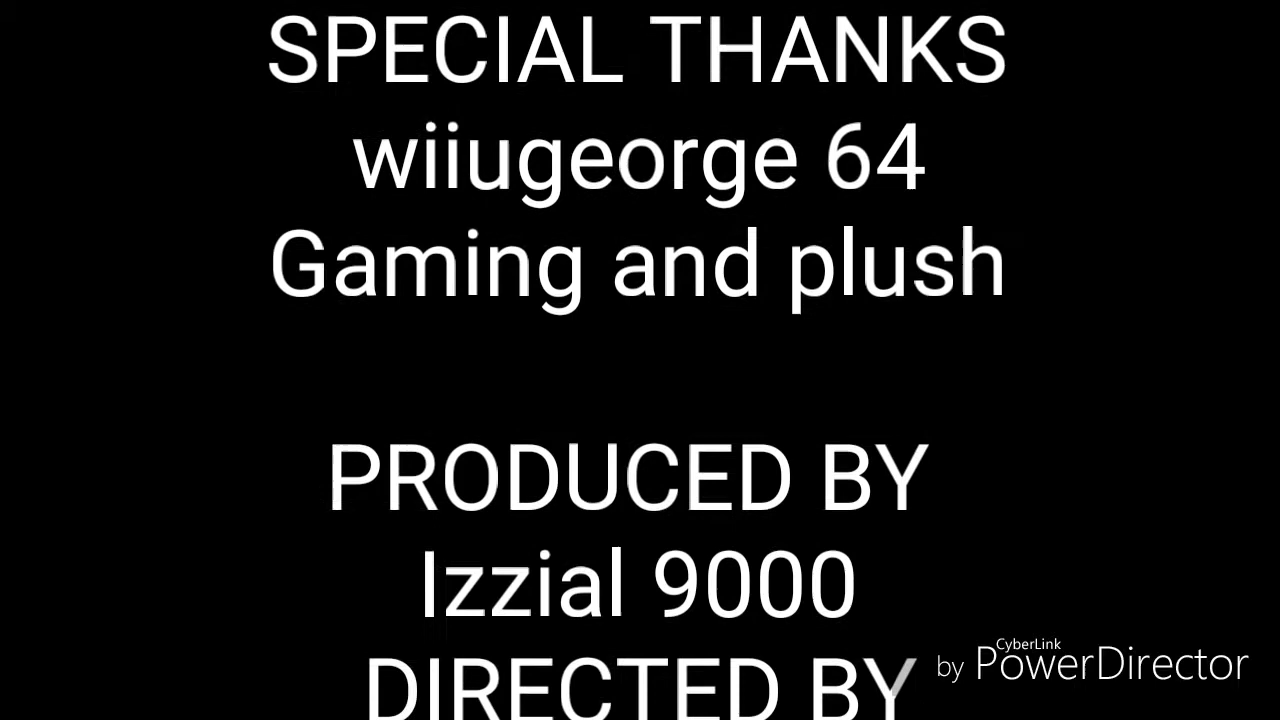 SPECIAL THANKS
wiiugeorge 64
Gaming and plush
PRODUCED BY
Izzial 9000
DIRECTED BY
CyberLink
by PowerDirector